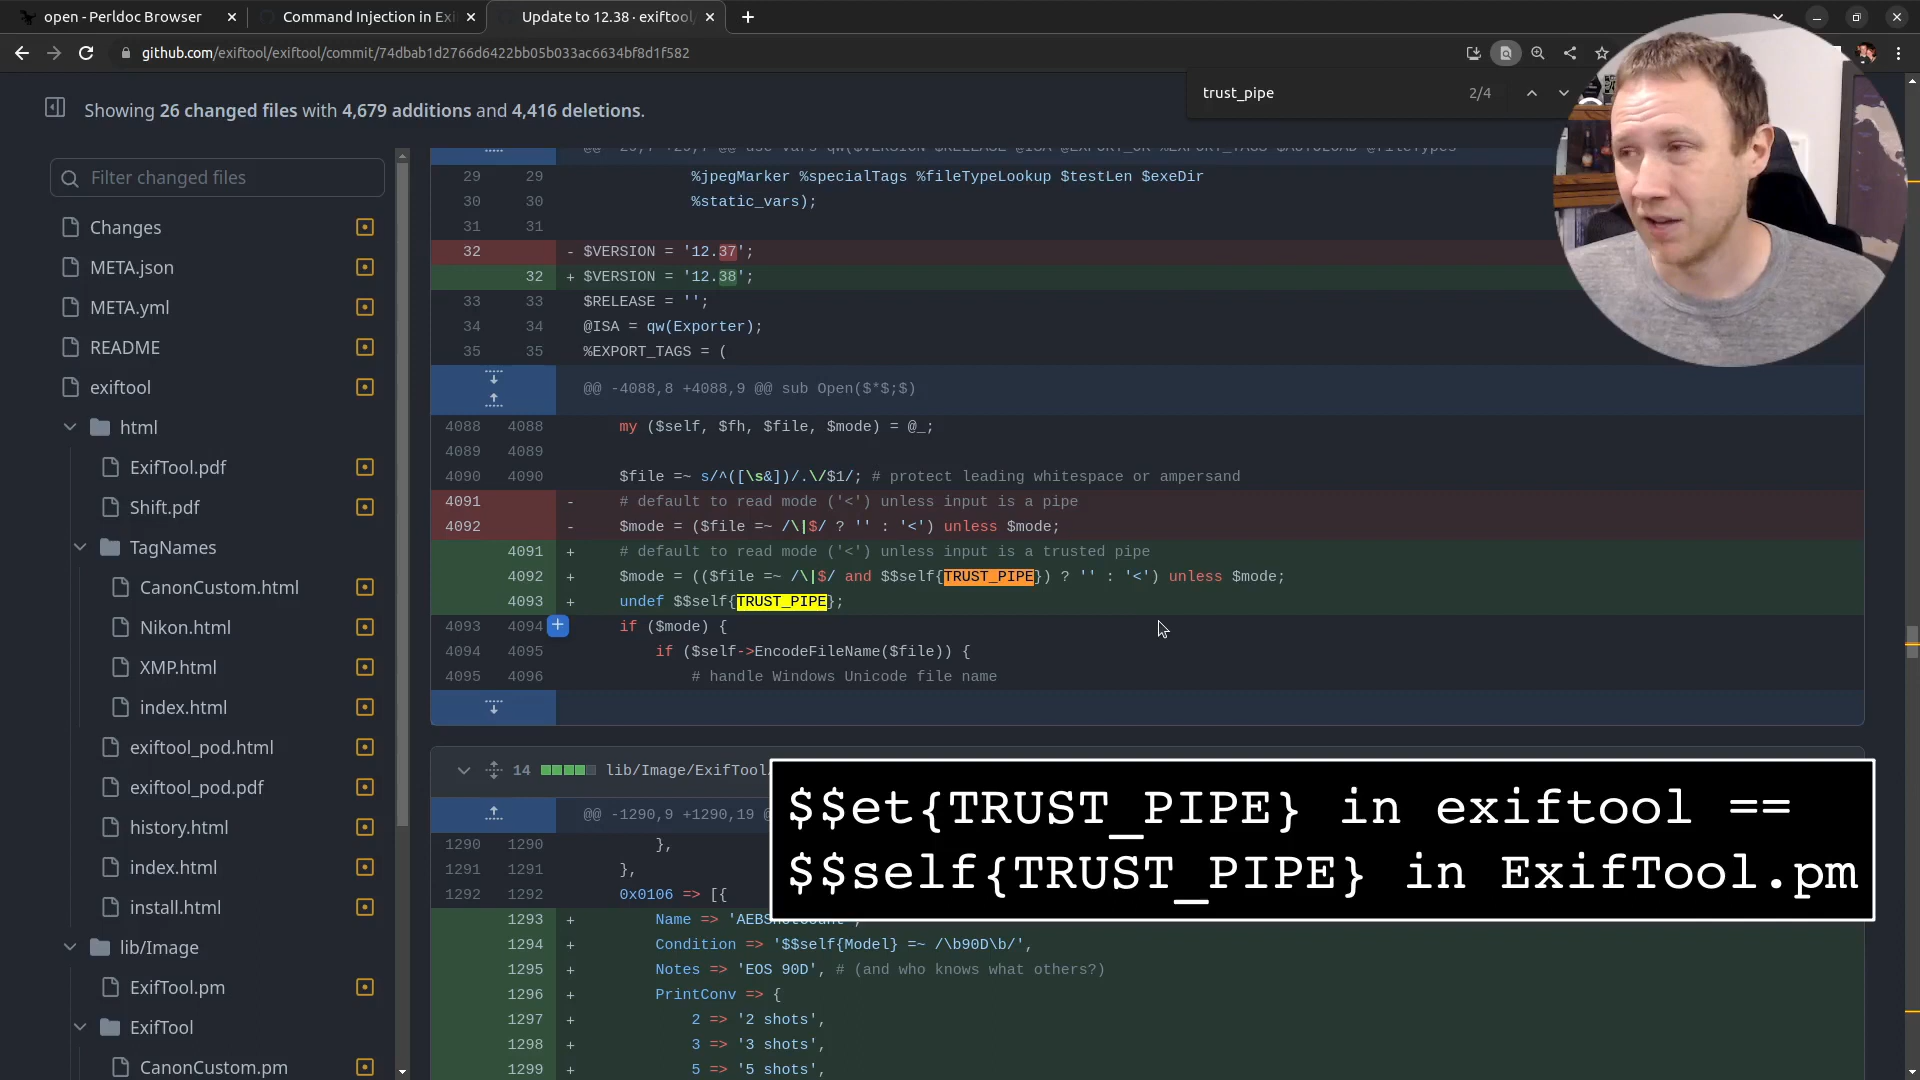 open - Perldoc Browser
Command Injection in Exi
Update to 12.38 · exiftool
github.com/exiftool/exiftool/commit/74dbab1d2766d6422bb05b033ac6634bf8d1f582
trust_pipe
2/4
Showing 26 changed files with 4,679 additions and 4,416 deletions.
Filter changed files
Changes
META.json
META.yml
README
exiftool
html
ExifTool.pdf
Shift.pdf
TagNames
CanonCustom.html
Nikon.html
XMP.html
index.html
exiftool_pod.html
exiftool_pod.pdf
history.html
index.html
install.html
lib/Image
ExifTool.pm
ExifTool
CanonCustom.pm
29 29 %jpegMarker %specialTags %fileTypeLookup $testLen $exeDir
30 30 %static_vars);
31 31
32 - $VERSION = '12.37';
32 + $VERSION = '12.38';
33 33 $RELEASE = '';
34 34 @ISA = qw(Exporter);
35 35 %EXPORT_TAGS = (
@@ -4088,8 +4088,9 @@ sub Open($*$;$)
4088 4088 my ($self, $fh, $file, $mode) = @_;
4089 4089
4090 4090 $file =~ s/^([\s&])/.\/$1/; # protect leading whitespace or ampersand
4091 - # default to read mode ('<') unless input is a pipe
4092 - $mode = ($file =~ /\|$/ ? '' : '<') unless $mode;
4091 + # default to read mode ('<') unless input is a trusted pipe
4092 + $mode = (($file =~ /\|$/ and $$self{TRUST_PIPE}) ? '' : '<') unless $mode;
4093 + undef $$self{TRUST_PIPE};
4093 4094 if ($mode) {
4094 4095 if ($self->EncodeFileName($file)) {
4095 4096 # handle Windows Unicode file name
14 lib/Image/ExifTool
@@ -1290,9 +1290,19 @
1290 1290 },
1291 1291 },
1292 1292 0x0106 => [{
1293 + Name =>
1294 + Condition => '$$self{Model} =~ /\b90D\b/',
1295 + Notes => 'EOS 90D', # (and who knows what others?)
1296 + PrintConv => {
1297 + 2 => '2 shots',
1298 + 3 => '3 shots',
1299 + 5 => '5 shots',
$$et{TRUST_PIPE} in exiftool ==
$$self{TRUST_PIPE} in ExifTool.pm